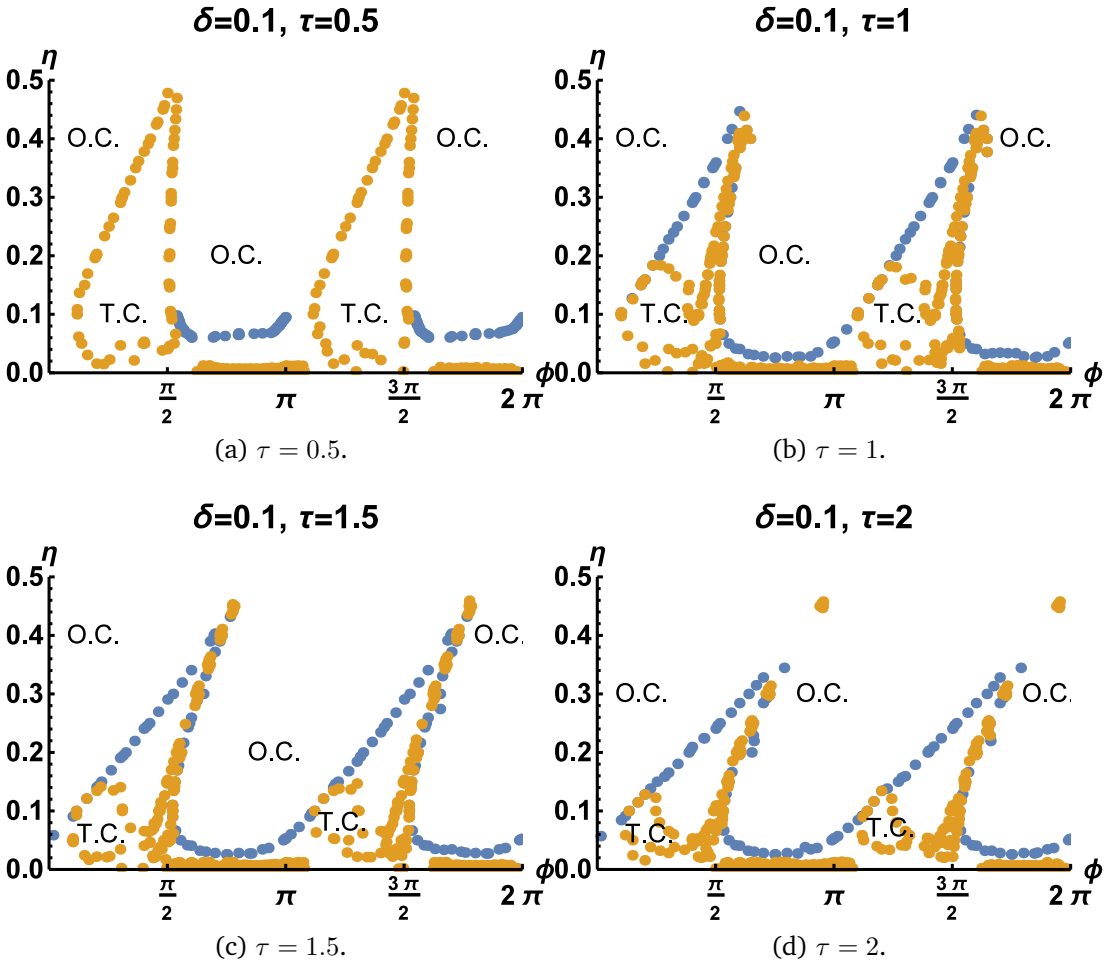 δ=0.1, τ=0.5
η
0.5
0.4
0.3
0.2
0.1
0.0
O.C.
O.C.
O.C.
T.C.
T.C.
π/2
π
3π/2
2π
ϕ
(a) τ = 0.5.
δ=0.1, τ=1
η
0.5
0.4
0.3
0.2
0.1
0.0
O.C.
O.C.
O.C.
T.C.
T.C.
π/2
π
3π/2
2π
ϕ
(b) τ = 1.
δ=0.1, τ=1.5
η
0.5
0.4
0.3
0.2
0.1
0.0
O.C.
O.C.
O.C.
T.C.
T.C.
π/2
π
3π/2
2π
ϕ
(c) τ = 1.5.
δ=0.1, τ=2
η
0.5
0.4
0.3
0.2
0.1
0.0
O.C.
O.C.
O.C.
T.C.
T.C.
π/2
π
3π/2
2π
ϕ
(d) τ = 2.